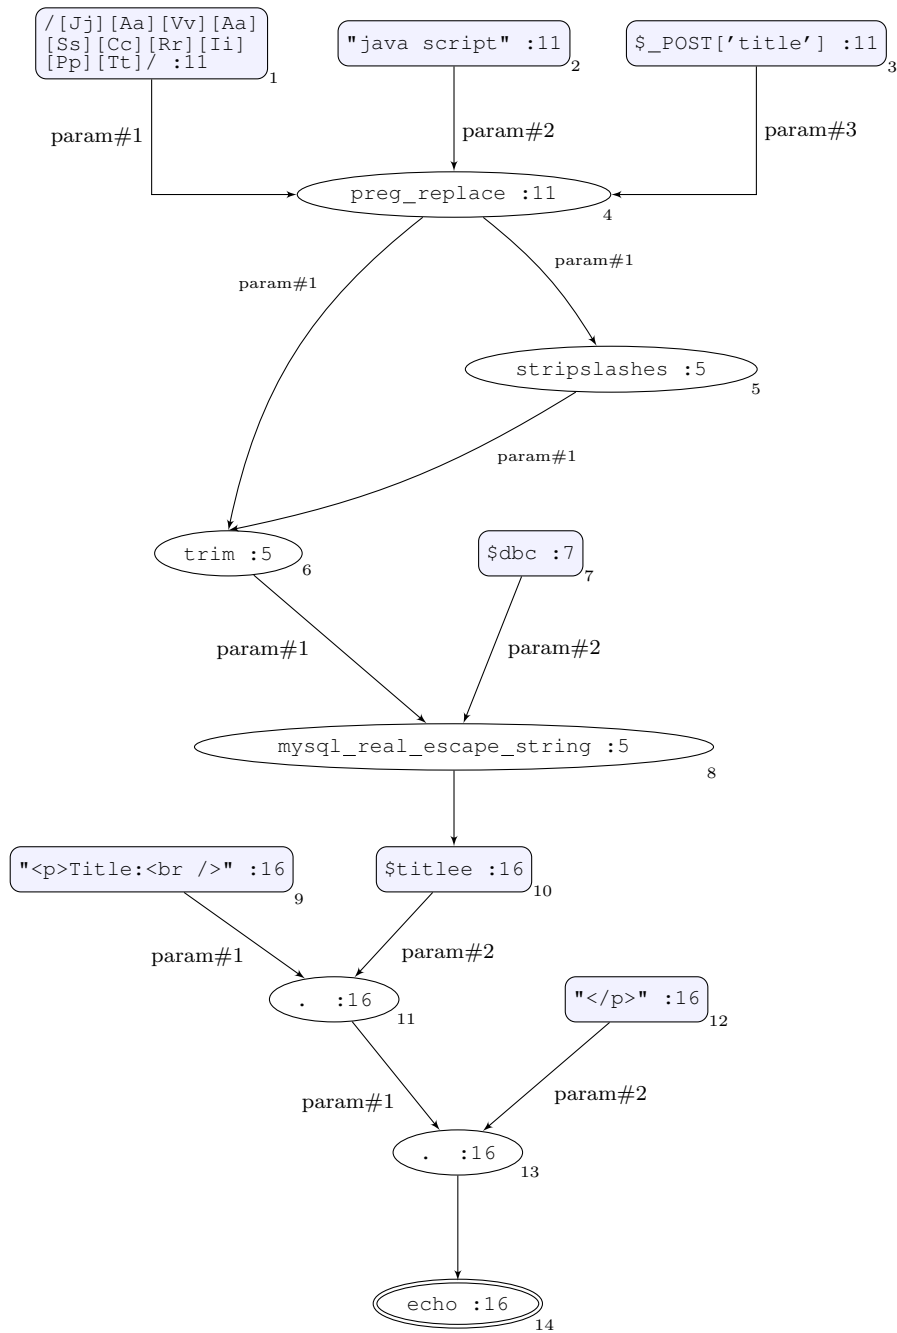 /[Jj][Aa][Vv][Aa]
[Ss][Cc][Rr][Ii]
[Pp][Tt]/ :11
1
"java script" :11
2
$_POST['title'] :11
3
param#1
param#2
param#3
preg_replace :11
4
param#1
param#1
stripslashes :5
5
param#1
trim :5
6
$dbc :7
7
param#1
param#2
mysql_real_escape_string :5
8
"<p>Title:<br />" :16
9
$titlee :16
10
param#1
param#2
. :16
11
"</p>" :16
12
param#1
param#2
. :16
13
echo :16
14